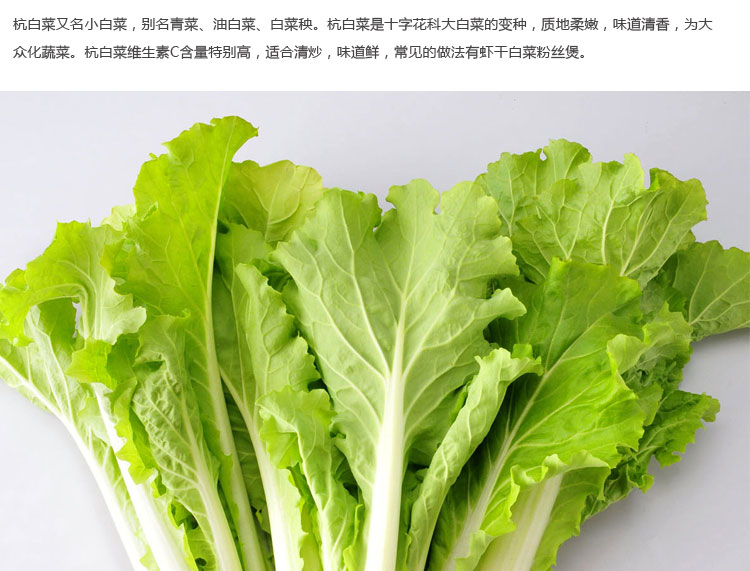 杭白菜又名小白菜，别名青菜、油白菜、白菜秧。杭白菜是十字花科大白菜的变种，质地柔嫩，味道清香，为大
众化蔬菜。杭白菜维生素C含量特别高，适合清炒，味道鲜，常见的做法有虾干白菜粉丝煲。